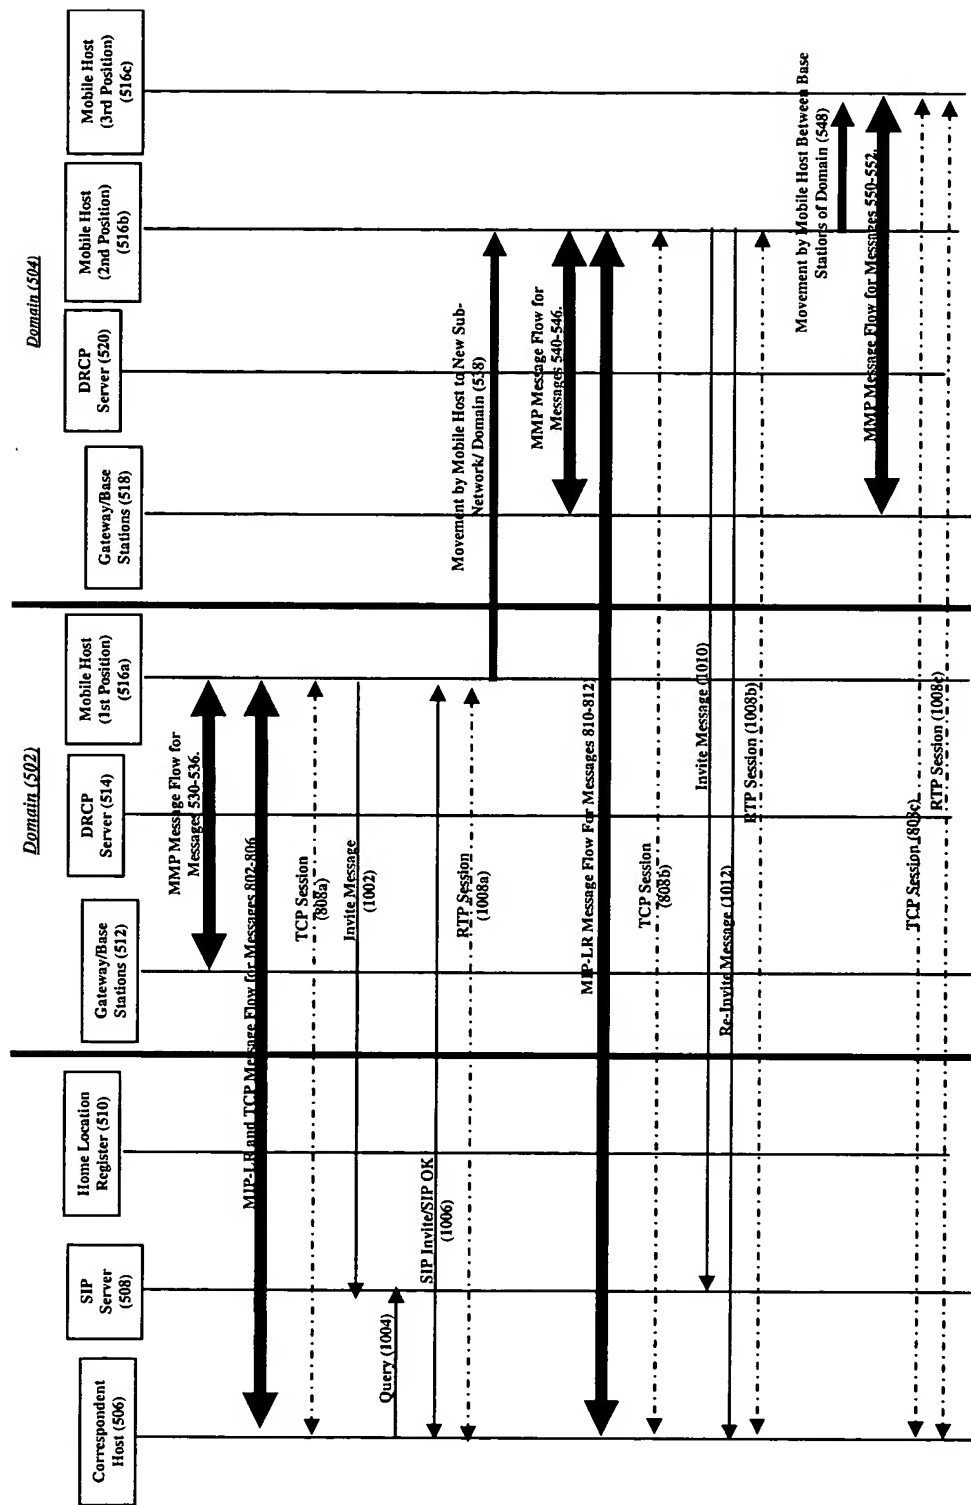 Correspondent
Host (506)
SIP
Server
(508)
Home Location
Register (510)
Domain (502)
Gateway/Base
Stations (512)
DRCP
Server (514)
Mobile Host
(1st Position)
(516a)
Domain (504)
Gateway/Base
Stations (518)
DRCP
Server (520)
Mobile Host
(2nd Position)
(516b)
Mobile Host
(3rd Position)
(516c)
MMP Message Flow for
Messages 530-536.
MIP-LR and TCP Message Flow for Messages 802-806
TCP Session
(808a)
Invite Message
(1002)
Query (1004)
SIP Invite/SIP OK
(1006)
RTP Session
(1008a)
Movement by Mobile Host to New Sub-
Network/ Domain (538)
MMP Message Flow for
Messages 540-546.
MIP-LR Message Flow For Messages 810-812
TCP Session
(808b)
Invite Message (1010)
Re-Invite Message (1012)
RTP Session (1008b)
Movement by Mobile Host Between Base
Stations of Domain (548)
MMP Message Flow for Messages 550-552.
TCP Session (808c)
RTP Session (1008c)